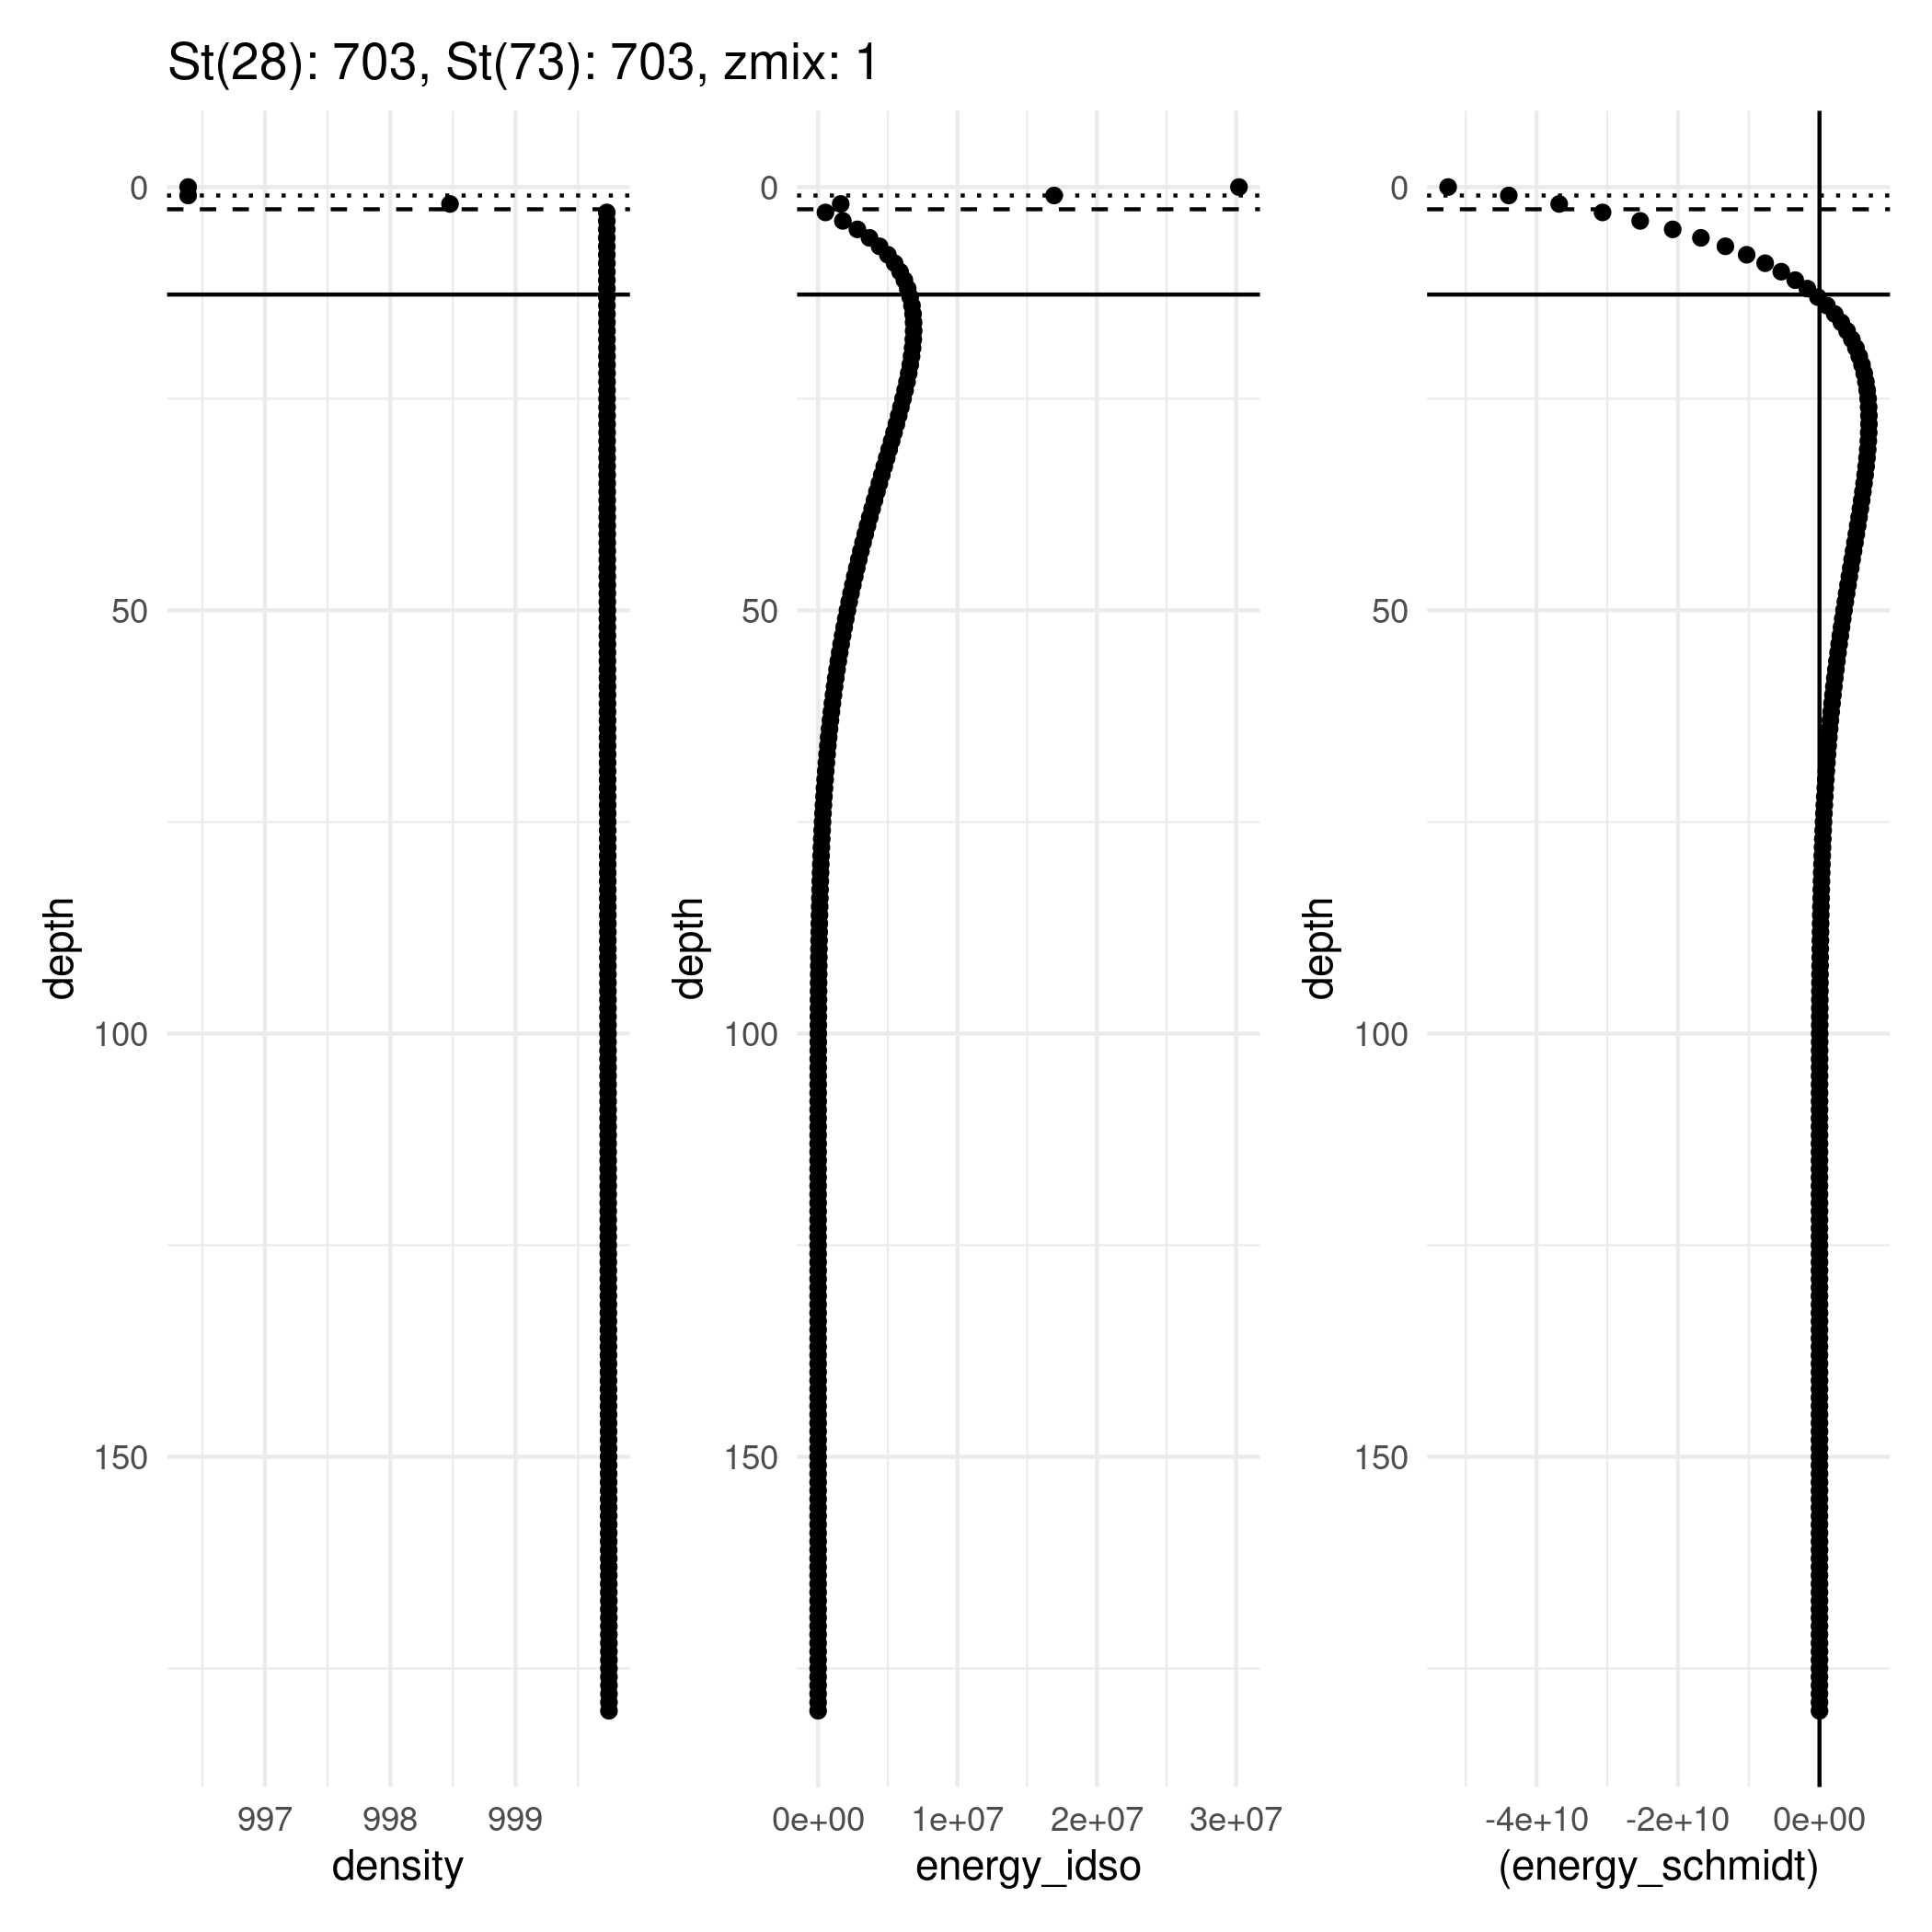 St(28): 703, St(73): 703, zmix: 1
0
50
100
150
depth
997 998 999
density
0
50
100
150
depth
0e+00 1e+07 2e+07 3e+07
energy_idso
0
50
100
150
depth
-4e+10 -2e+10 0e+00
(energy_schmidt)